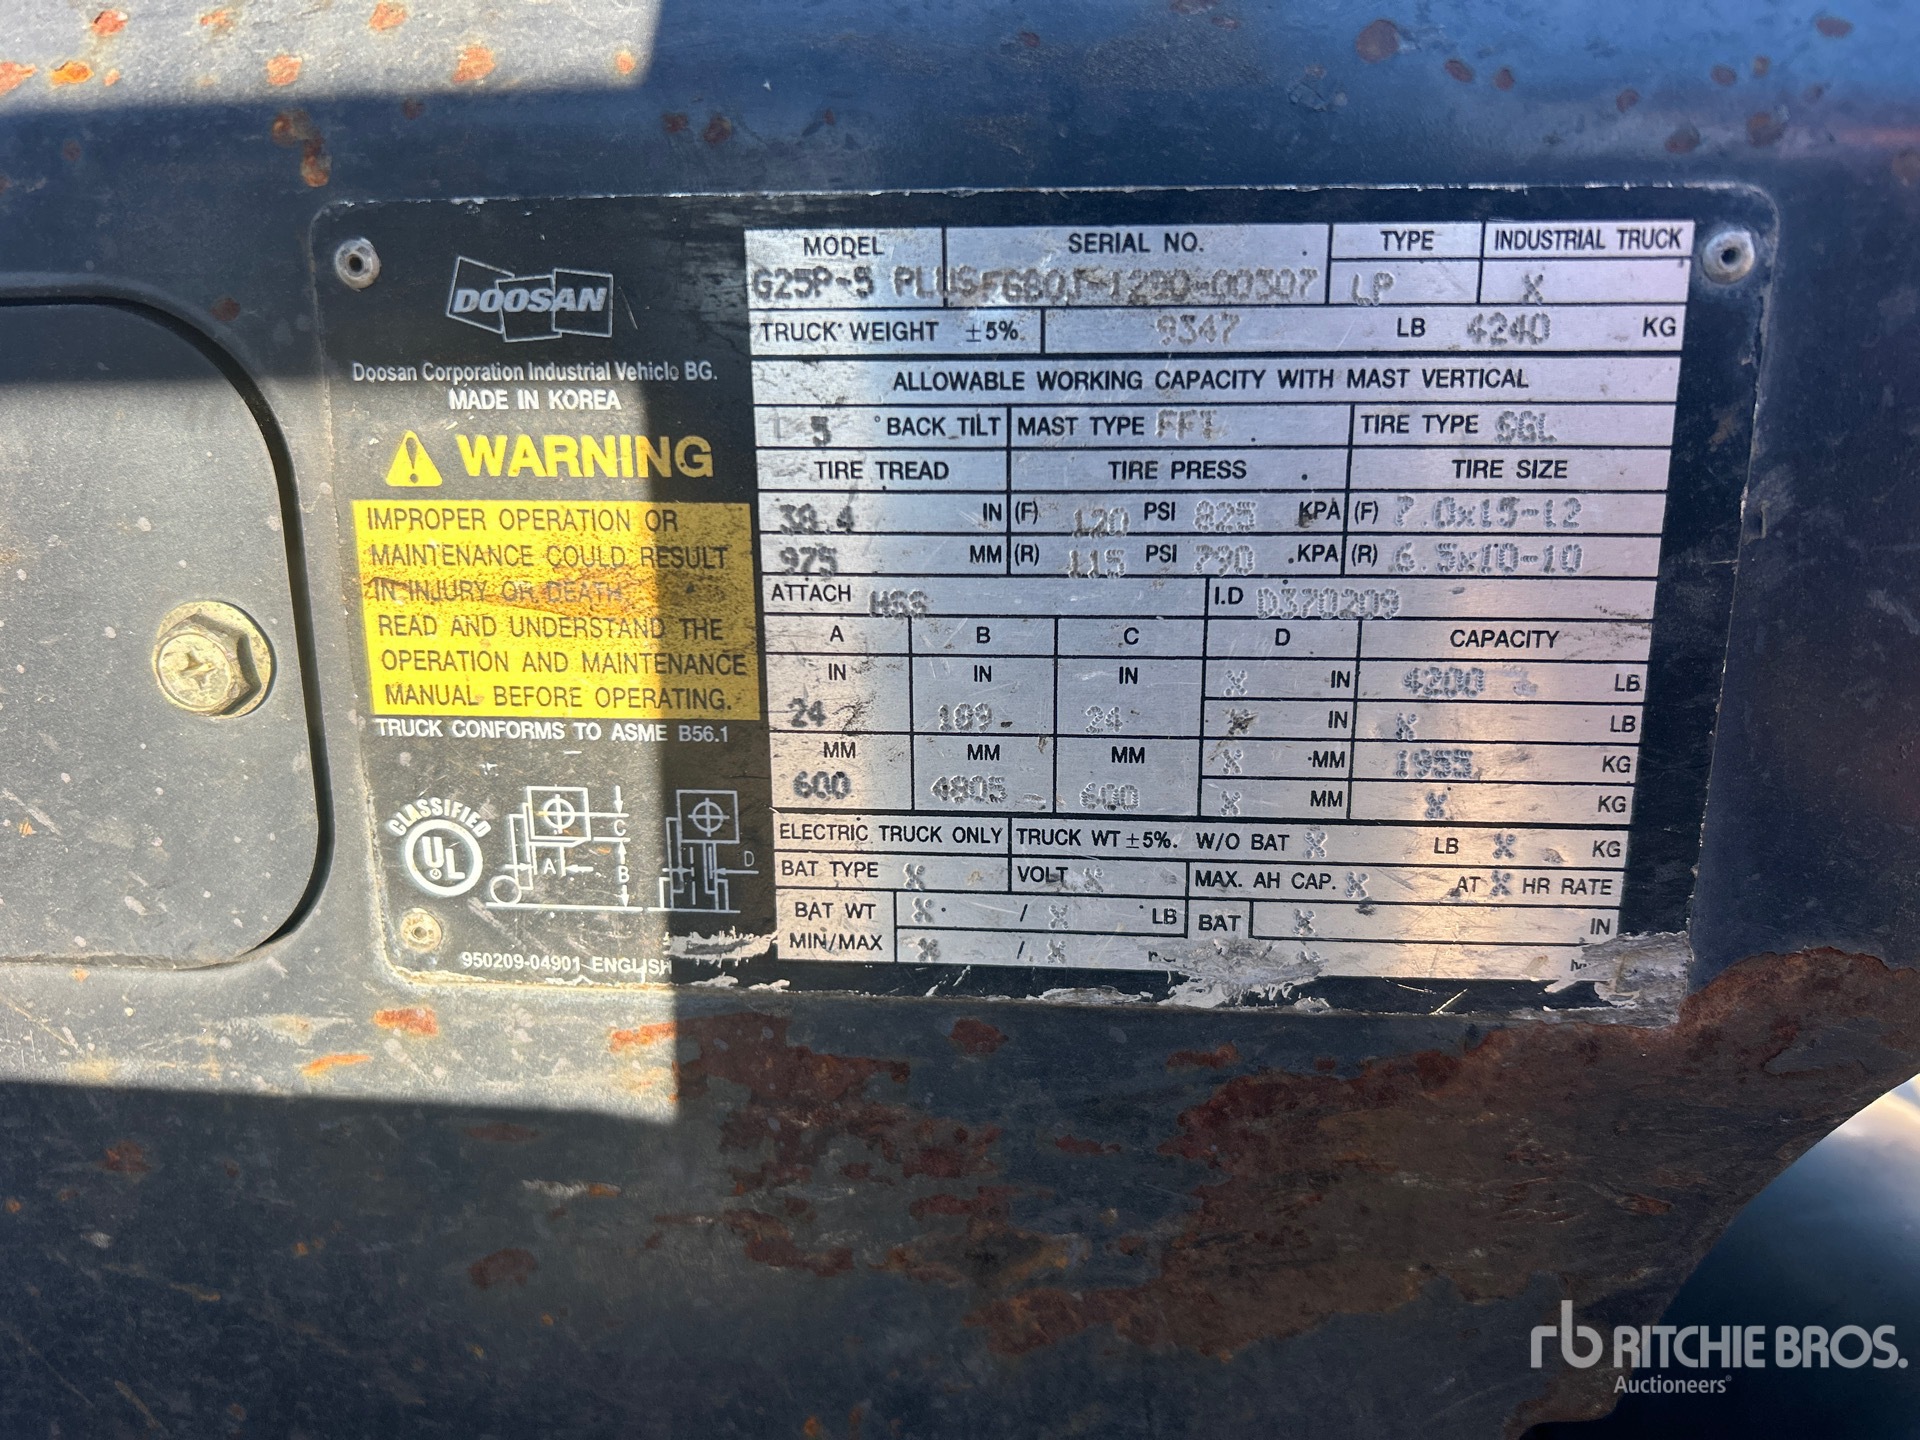 DOOSAN
Doosan Corporation Industrial Vehicle BG.
MADE IN KOREA
WARNING
IMPROPER OPERATION OR
MAINTENANCE COULD RESULT
IN INJURY OR DEATH.
READ AND UNDERSTAND THE
OPERATION AND MAINTENANCE
MANUAL BEFORE OPERATING.
TRUCK CONFORMS TO ASME B56.1
CLASSIFIED
UL
A B C D
950209-04901 ENGLISH
MODEL SERIAL NO. TYPE INDUSTRIAL TRUCK
G25P-5 PLUS LP X
TRUCK WEIGHT ±5% 9347 LB 4240 KG
ALLOWABLE WORKING CAPACITY WITH MAST VERTICAL
5 ° BACK TILT MAST TYPE FFT TIRE TYPE SGL
TIRE TREAD TIRE PRESS TIRE SIZE
38.4 IN (F) 120 PSI 825 KPA (F) 7.0x15-12
975 MM (R) 115 PSI 790 KPA (R) 6.5x10-10
ATTACH HSS I.D D370209
A B C D CAPACITY
IN IN IN X IN 4200 LB
24 189 24 X IN X LB
MM MM MM X MM 1955 KG
600 4805 600 X MM X KG
ELECTRIC TRUCK ONLY TRUCK WT ±5%. W/O BAT X LB X KG
BAT TYPE X VOLT X MAX. AH CAP. X AT X HR RATE
BAT WT X / X LB BAT X IN
MIN/MAX X / X
rb RITCHIE BROS.
Auctioneers